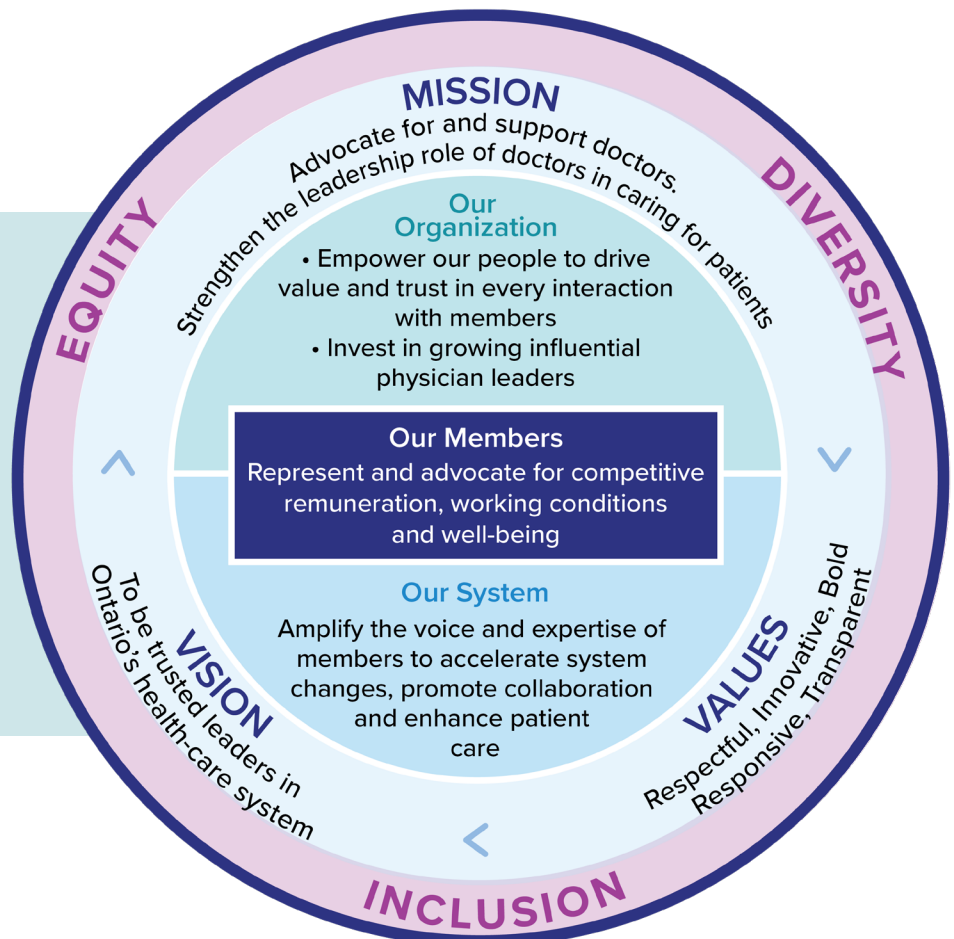 MISSION
Advocate for and support doctors.
Strengthen the leadership role of doctors in caring for patients
EQUITY
DIVERSITY
Our
Organization
• Empower our people to drive
value and trust in every interaction
with members
• Invest in growing influential
physician leaders
Our Members
Represent and advocate for competitive
remuneration, working conditions
and well-being
Our System
Amplify the voice and expertise of
members to accelerate system
changes, promote collaboration
and enhance patient
care
VISION
To be trusted leaders in
Ontario's health-care system
VALUES
Respectful, Innovative, Bold
Responsive, Transparent
INCLUSION